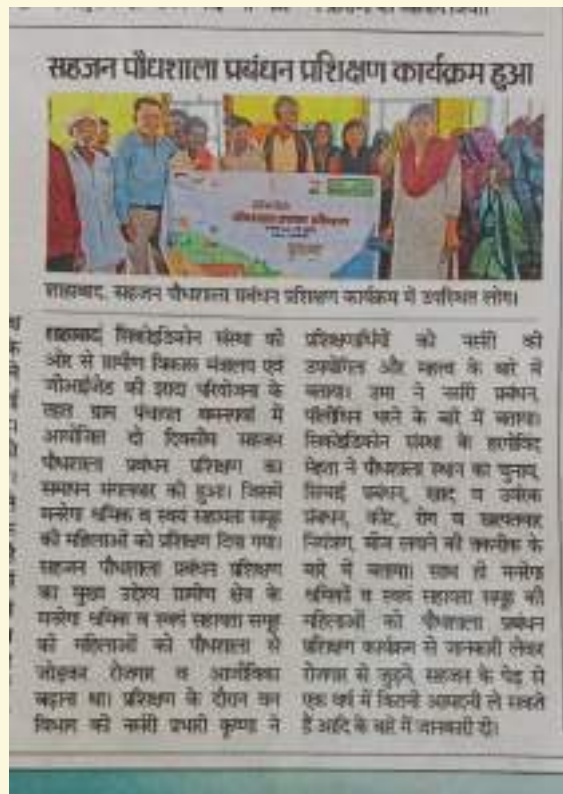 सहजन पौधशाला प्रबंधन प्रशिक्षण कार्यक्रम हुआ
शाहाबाद. सहजन पौधशाला प्रबंधन प्रशिक्षण कार्यक्रम में उपस्थित लोग।
शाहाबाद. सिकोईडिकोन संस्था की
ओर से ग्रामीण विकास मंत्रालय एवं
जीआईजेड की इारा परियोजना के
तहत ग्राम पंचायत में
आयोजित दो दिवसीय सहजन
पौधशाला प्रबंधन प्रशिक्षण का
समापन मंगलवार को हुआ। जिसमें
मनरेगा श्रमिक व स्वयं सहायता समूह
की महिलाओं को प्रशिक्षण दिया गया।
सहजन पौधशाला प्रबंधन प्रशिक्षण
का मुख्य उद्देश्य ग्रामीण क्षेत्र के
मनरेगा श्रमिक व स्वयं सहायता समूह
की महिलाओं को पौधशाला से
जोड़कर रोजगार व आजीविका
बढ़ाना था। प्रशिक्षण के दौरान वन
विभाग की नर्सरी प्रभारी कृष्णा ने
प्रशिक्षणार्थियों को नर्सरी की
उपयोगिता और महत्व के बारे में
बताया। उमा ने नर्सरी प्रबंधन,
पॉलीथिन भरने के बारे में बताया।
सिकोईडिकोन संस्था के हरगोविंद
मेहता ने पौधशाला स्थान का चुनाव,
सिंचाई प्रबंधन, खाद व उर्वरक
प्रबंधन, कीट, रोग व खरपतवार
नियंत्रण, बीज लगाने की तकनीक के
बारे में बताया। साथ ही मनरेगा
श्रमिकों व स्वयं सहायता समूह की
महिलाओं को पौधशाला प्रबंधन
प्रशिक्षण कार्यक्रम से जानकारी लेकर
रोजगार से जुड़ने, सहजन के पेड़ से
एक वर्ष में कितनी आमदनी ले सकते
हैं आदि के बारे में जानकारी दी।